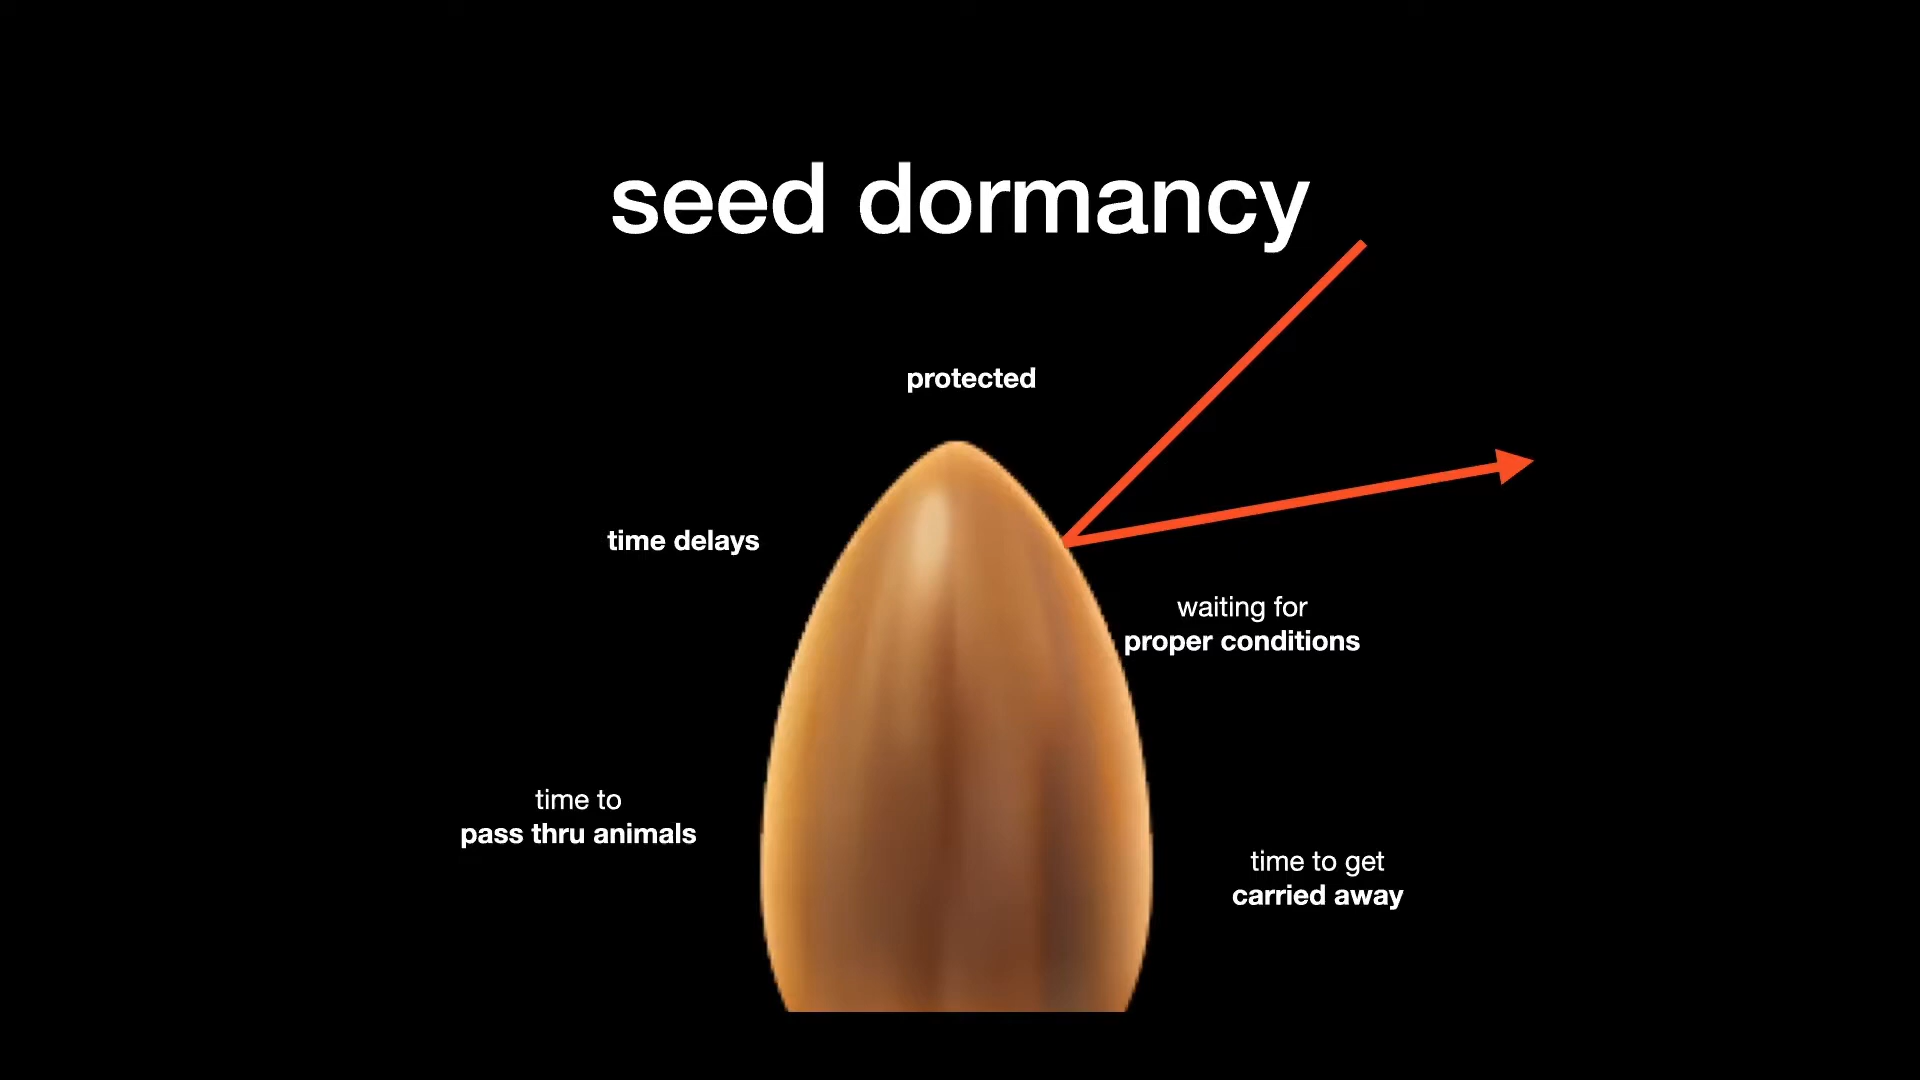 seed dormancy
protected
time delays
waiting for
proper conditions
time to
pass thru animals
time to get
carried away